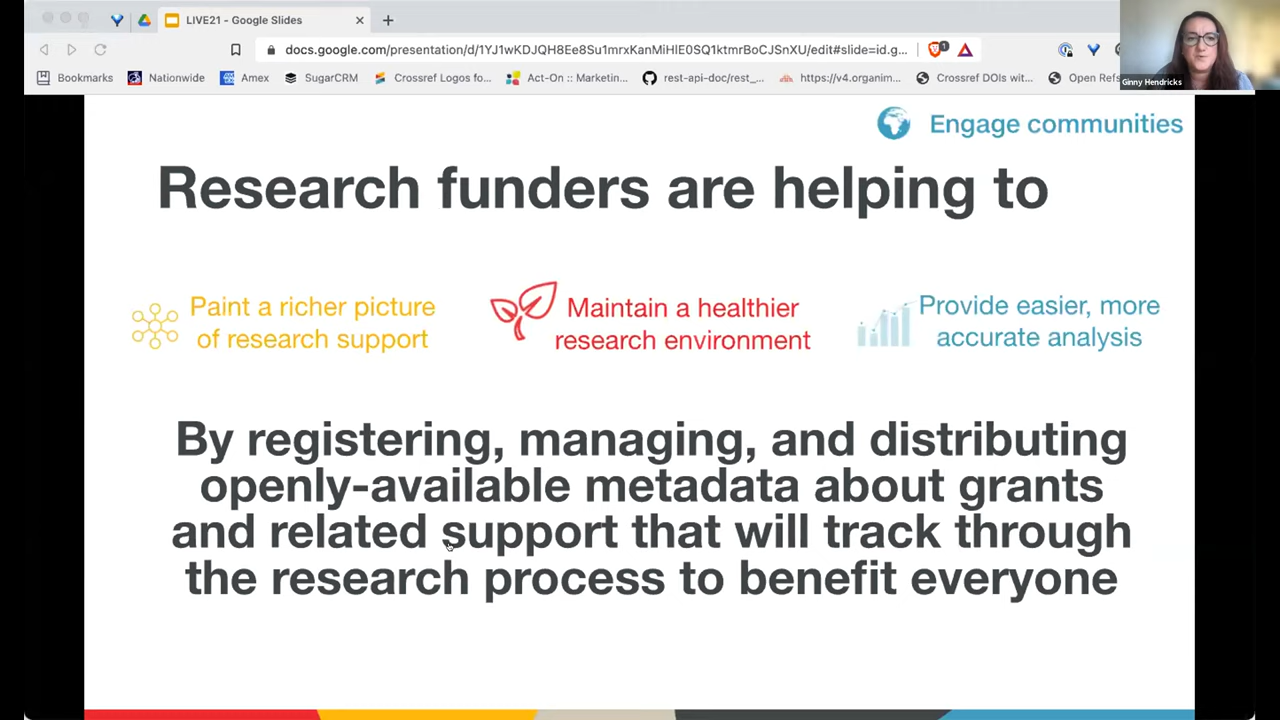 LIVE21 - Google Slides
docs.google.com/presentation/d/1YJ1wKDJQH8Ee8Su1mrxKanMiHIE0SQ1ktmrBoCJSnXU/edit#slide=id.g...
1
Bookmarks
Nationwide
Amex
SugarCRM
Crossref Logos fo...
Act-On :: Marketin...
rest-api-doc/rest_...
https://v4.organim...
Crossref DOIs wit...
Open Refs
Ginny Hendricks
Engage communities
Research funders are helping to
Paint a richer picture
of research support
Maintain a healthier
research environment
Provide easier, more
accurate analysis
By registering, managing, and distributing
openly-available metadata about grants
and related support that will track through
the research process to benefit everyone